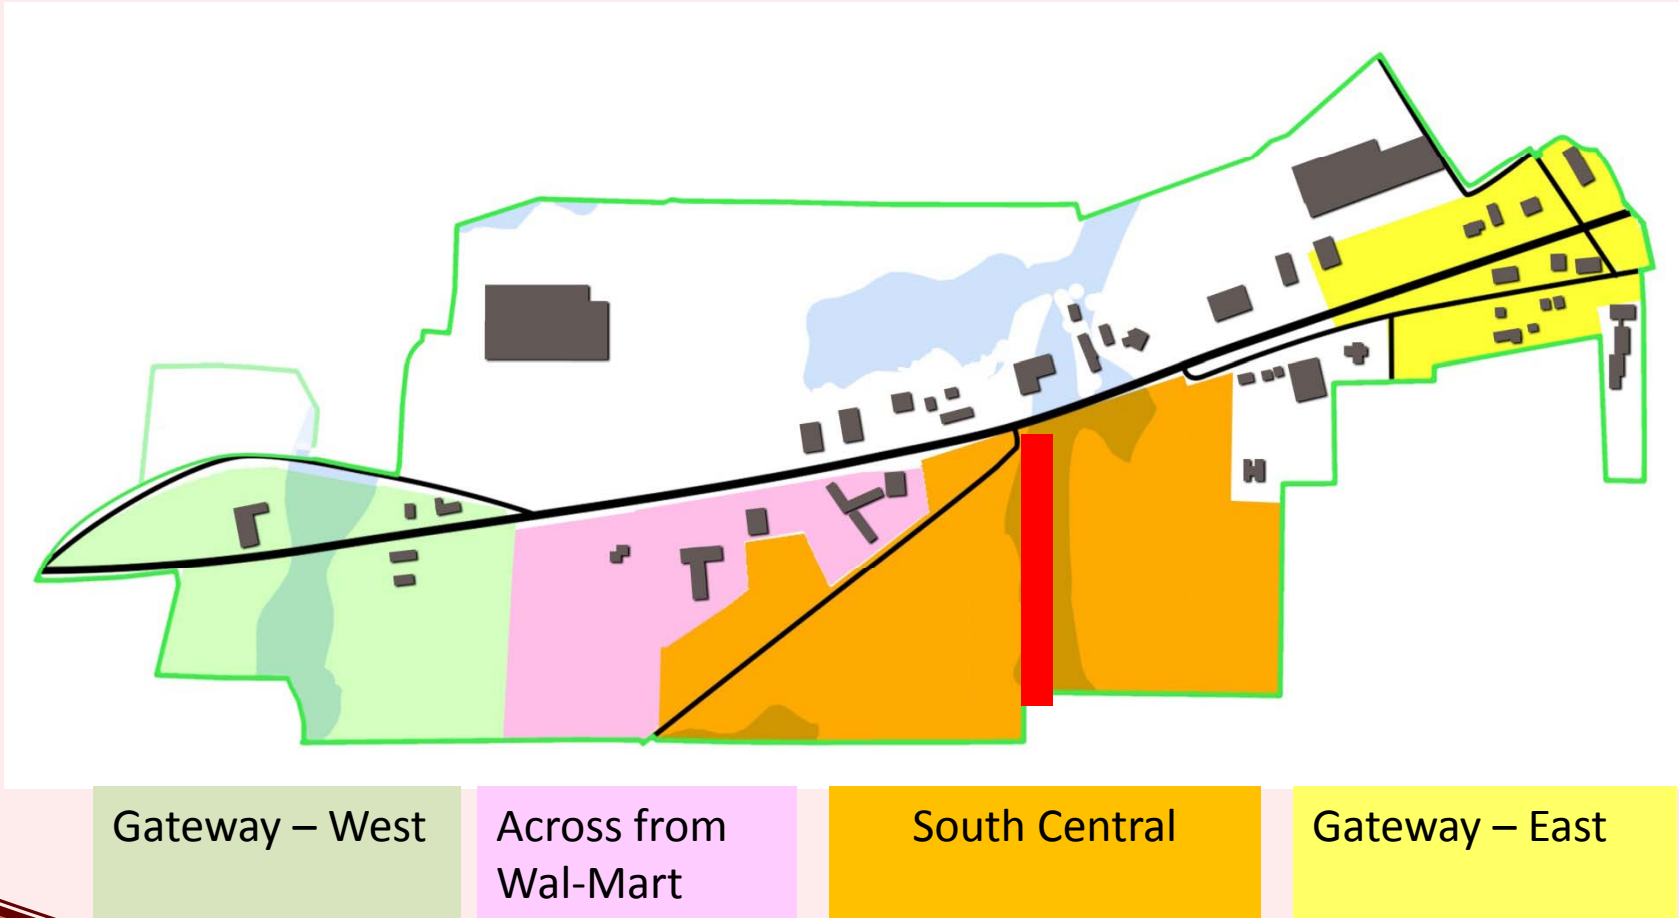 Gateway – West
Across from
Wal-Mart
South Central
Gateway – East